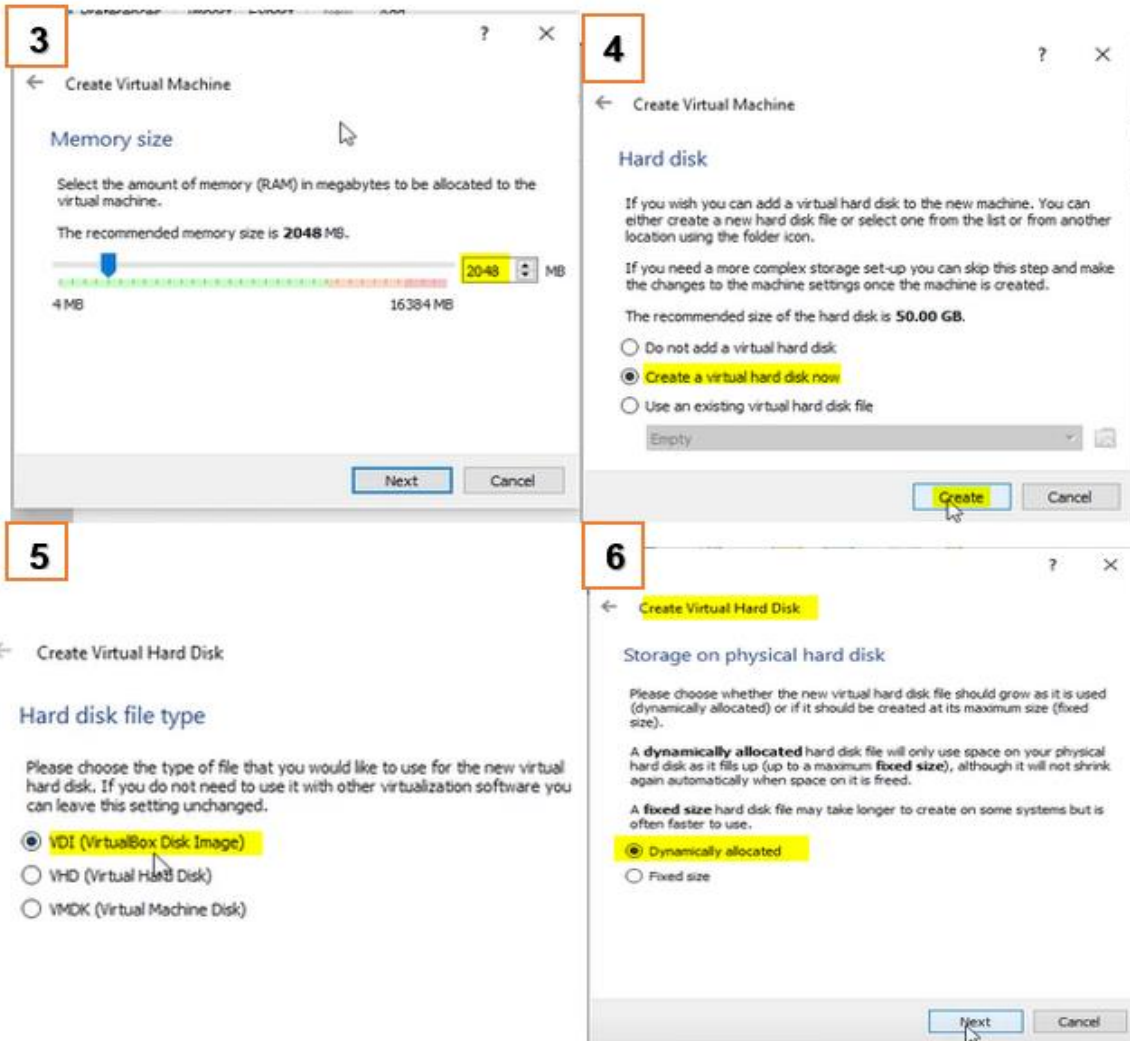 Preferences Import Export New Add
3
? ×
← Create Virtual Machine
Memory size
Select the amount of memory (RAM) in megabytes to be allocated to the
virtual machine.
The recommended memory size is 2048 MB.
2048 MB
4 MB 16384 MB
Next Cancel
4
? ×
← Create Virtual Machine
Hard disk
If you wish you can add a virtual hard disk to the new machine. You can
either create a new hard disk file or select one from the list or from another
location using the folder icon.
If you need a more complex storage set-up you can skip this step and make
the changes to the machine settings once the machine is created.
The recommended size of the hard disk is 50.00 GB.
Do not add a virtual hard disk
Create a virtual hard disk now
Use an existing virtual hard disk file
Empty
Create Cancel
5
← Create Virtual Hard Disk
Hard disk file type
Please choose the type of file that you would like to use for the new virtual
hard disk. If you do not need to use it with other virtualization software you
can leave this setting unchanged.
VDI (VirtualBox Disk Image)
VHD (Virtual Hard Disk)
VMDK (Virtual Machine Disk)
6
? ×
← Create Virtual Hard Disk
Storage on physical hard disk
Please choose whether the new virtual hard disk file should grow as it is used
(dynamically allocated) or if it should be created at its maximum size (fixed
size).
A dynamically allocated hard disk file will only use space on your physical
hard disk as it fills up (up to a maximum fixed size), although it will not shrink
again automatically when space on it is freed.
A fixed size hard disk file may take longer to create on some systems but is
often faster to use.
Dynamically allocated
Fixed size
Next Cancel